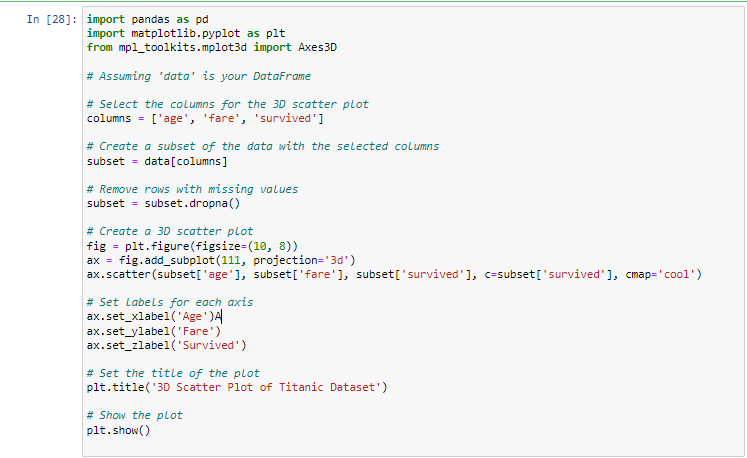 In [28]: import pandas as pd
import matplotlib.pyplot as plt
from mpl_toolkits.mplot3d import Axes3D
# Assuming 'data' is your DataFrame
# Select the columns for the 3D scatter plot
columns = ['age', 'fare', 'survived']
# Create a subset of the data with the selected columns
subset = data[columns]
# Remove rows with missing values
subset = subset.dropna()
# Create a 3D scatter plot
fig = plt.figure(figsize=(10, 8))
ax = fig.add_subplot(111, projection='3d')
ax.scatter(subset['age'], subset['fare'], subset['survived'], c=subset['survived'], cmap='cool')
# Set labels for each axis
ax.set_xlabel('Age')A
ax.set_ylabel('Fare')
ax.set_zlabel('Survived')
# Set the title of the plot
plt.title('3D Scatter Plot of Titanic Dataset')
# Show the plot
plt.show()